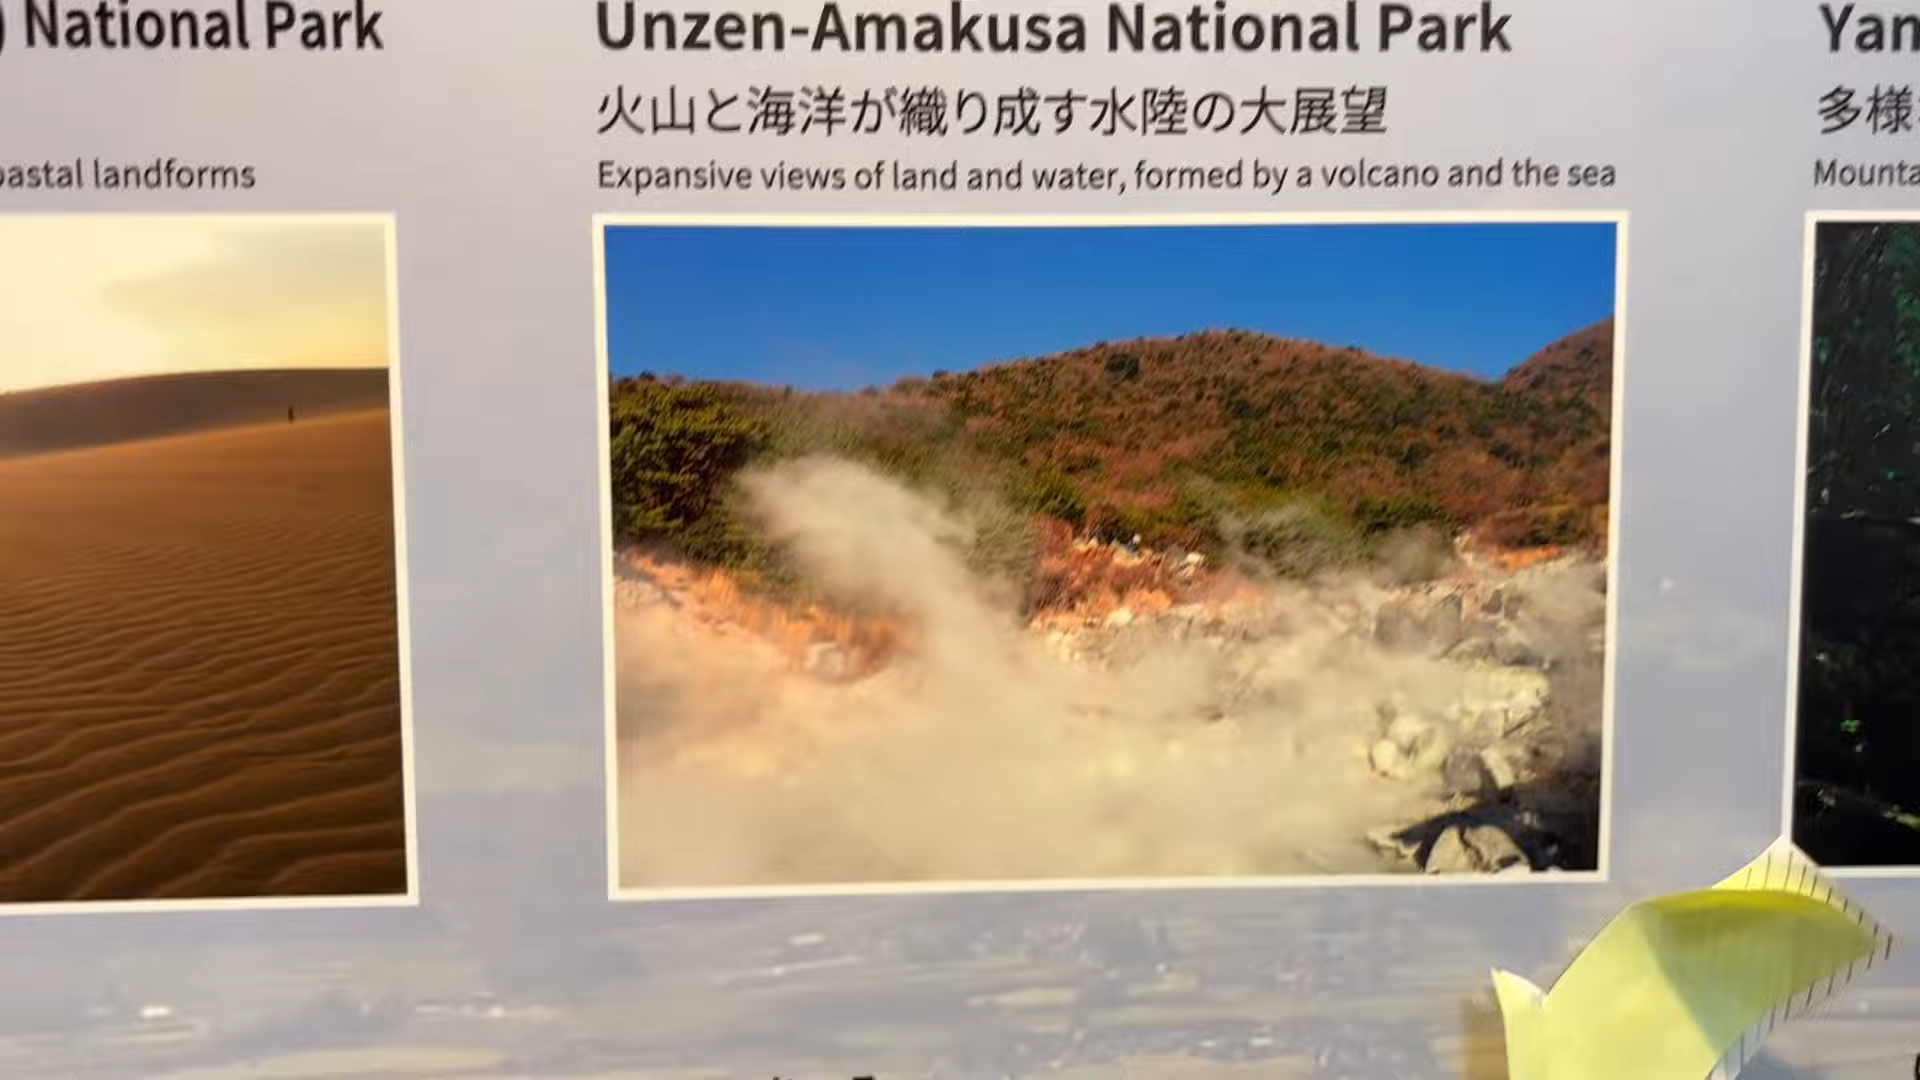 ) National Park
Unzen-Amakusa National Park
Yan
火山と海洋が織り成す水陸の大展望
多様
astal landforms
Expansive views of land and water, formed by a volcano and the sea
Mounta